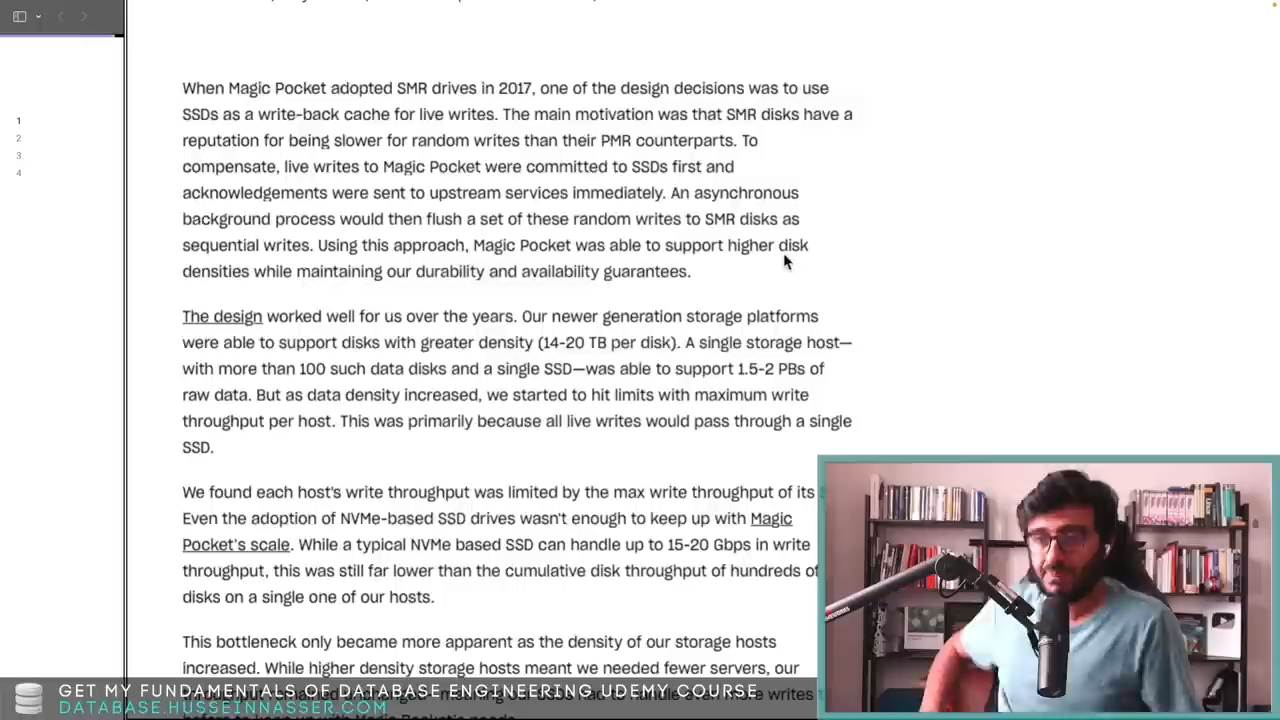 When Magic Pocket adopted SMR drives in 2017, one of the design decisions was to use
SSDs as a write-back cache for live writes. The main motivation was that SMR disks have a
reputation for being slower for random writes than their PMR counterparts. To
compensate, live writes to Magic Pocket were committed to SSDs first and
acknowledgements were sent to upstream services immediately. An asynchronous
background process would then flush a set of these random writes to SMR disks as
sequential writes. Using this approach, Magic Pocket was able to support higher disk
densities while maintaining our durability and availability guarantees.
The design worked well for us over the years. Our newer generation storage platforms
were able to support disks with greater density (14-20 TB per disk). A single storage host—
with more than 100 such data disks and a single SSD—was able to support 1.5-2 PBs of
raw data. But as data density increased, we started to hit limits with maximum write
throughput per host. This was primarily because all live writes would pass through a single
SSD.
We found each host's write throughput was limited by the max write throughput of its
Even the adoption of NVMe-based SSD drives wasn't enough to keep up with Magic
Pocket's scale. While a typical NVMe based SSD can handle up to 15-20 Gbps in write
throughput, this was still far lower than the cumulative disk throughput of hundreds of
disks on a single one of our hosts.
This bottleneck only became more apparent as the density of our storage hosts
increased. While higher density storage hosts meant we needed fewer servers, our
1
2
3
4
GET MY FUNDAMENTALS OF DATABASE ENGINEERING UDEMY COURSE
DATABASE.HUSSEINNASSER.COM